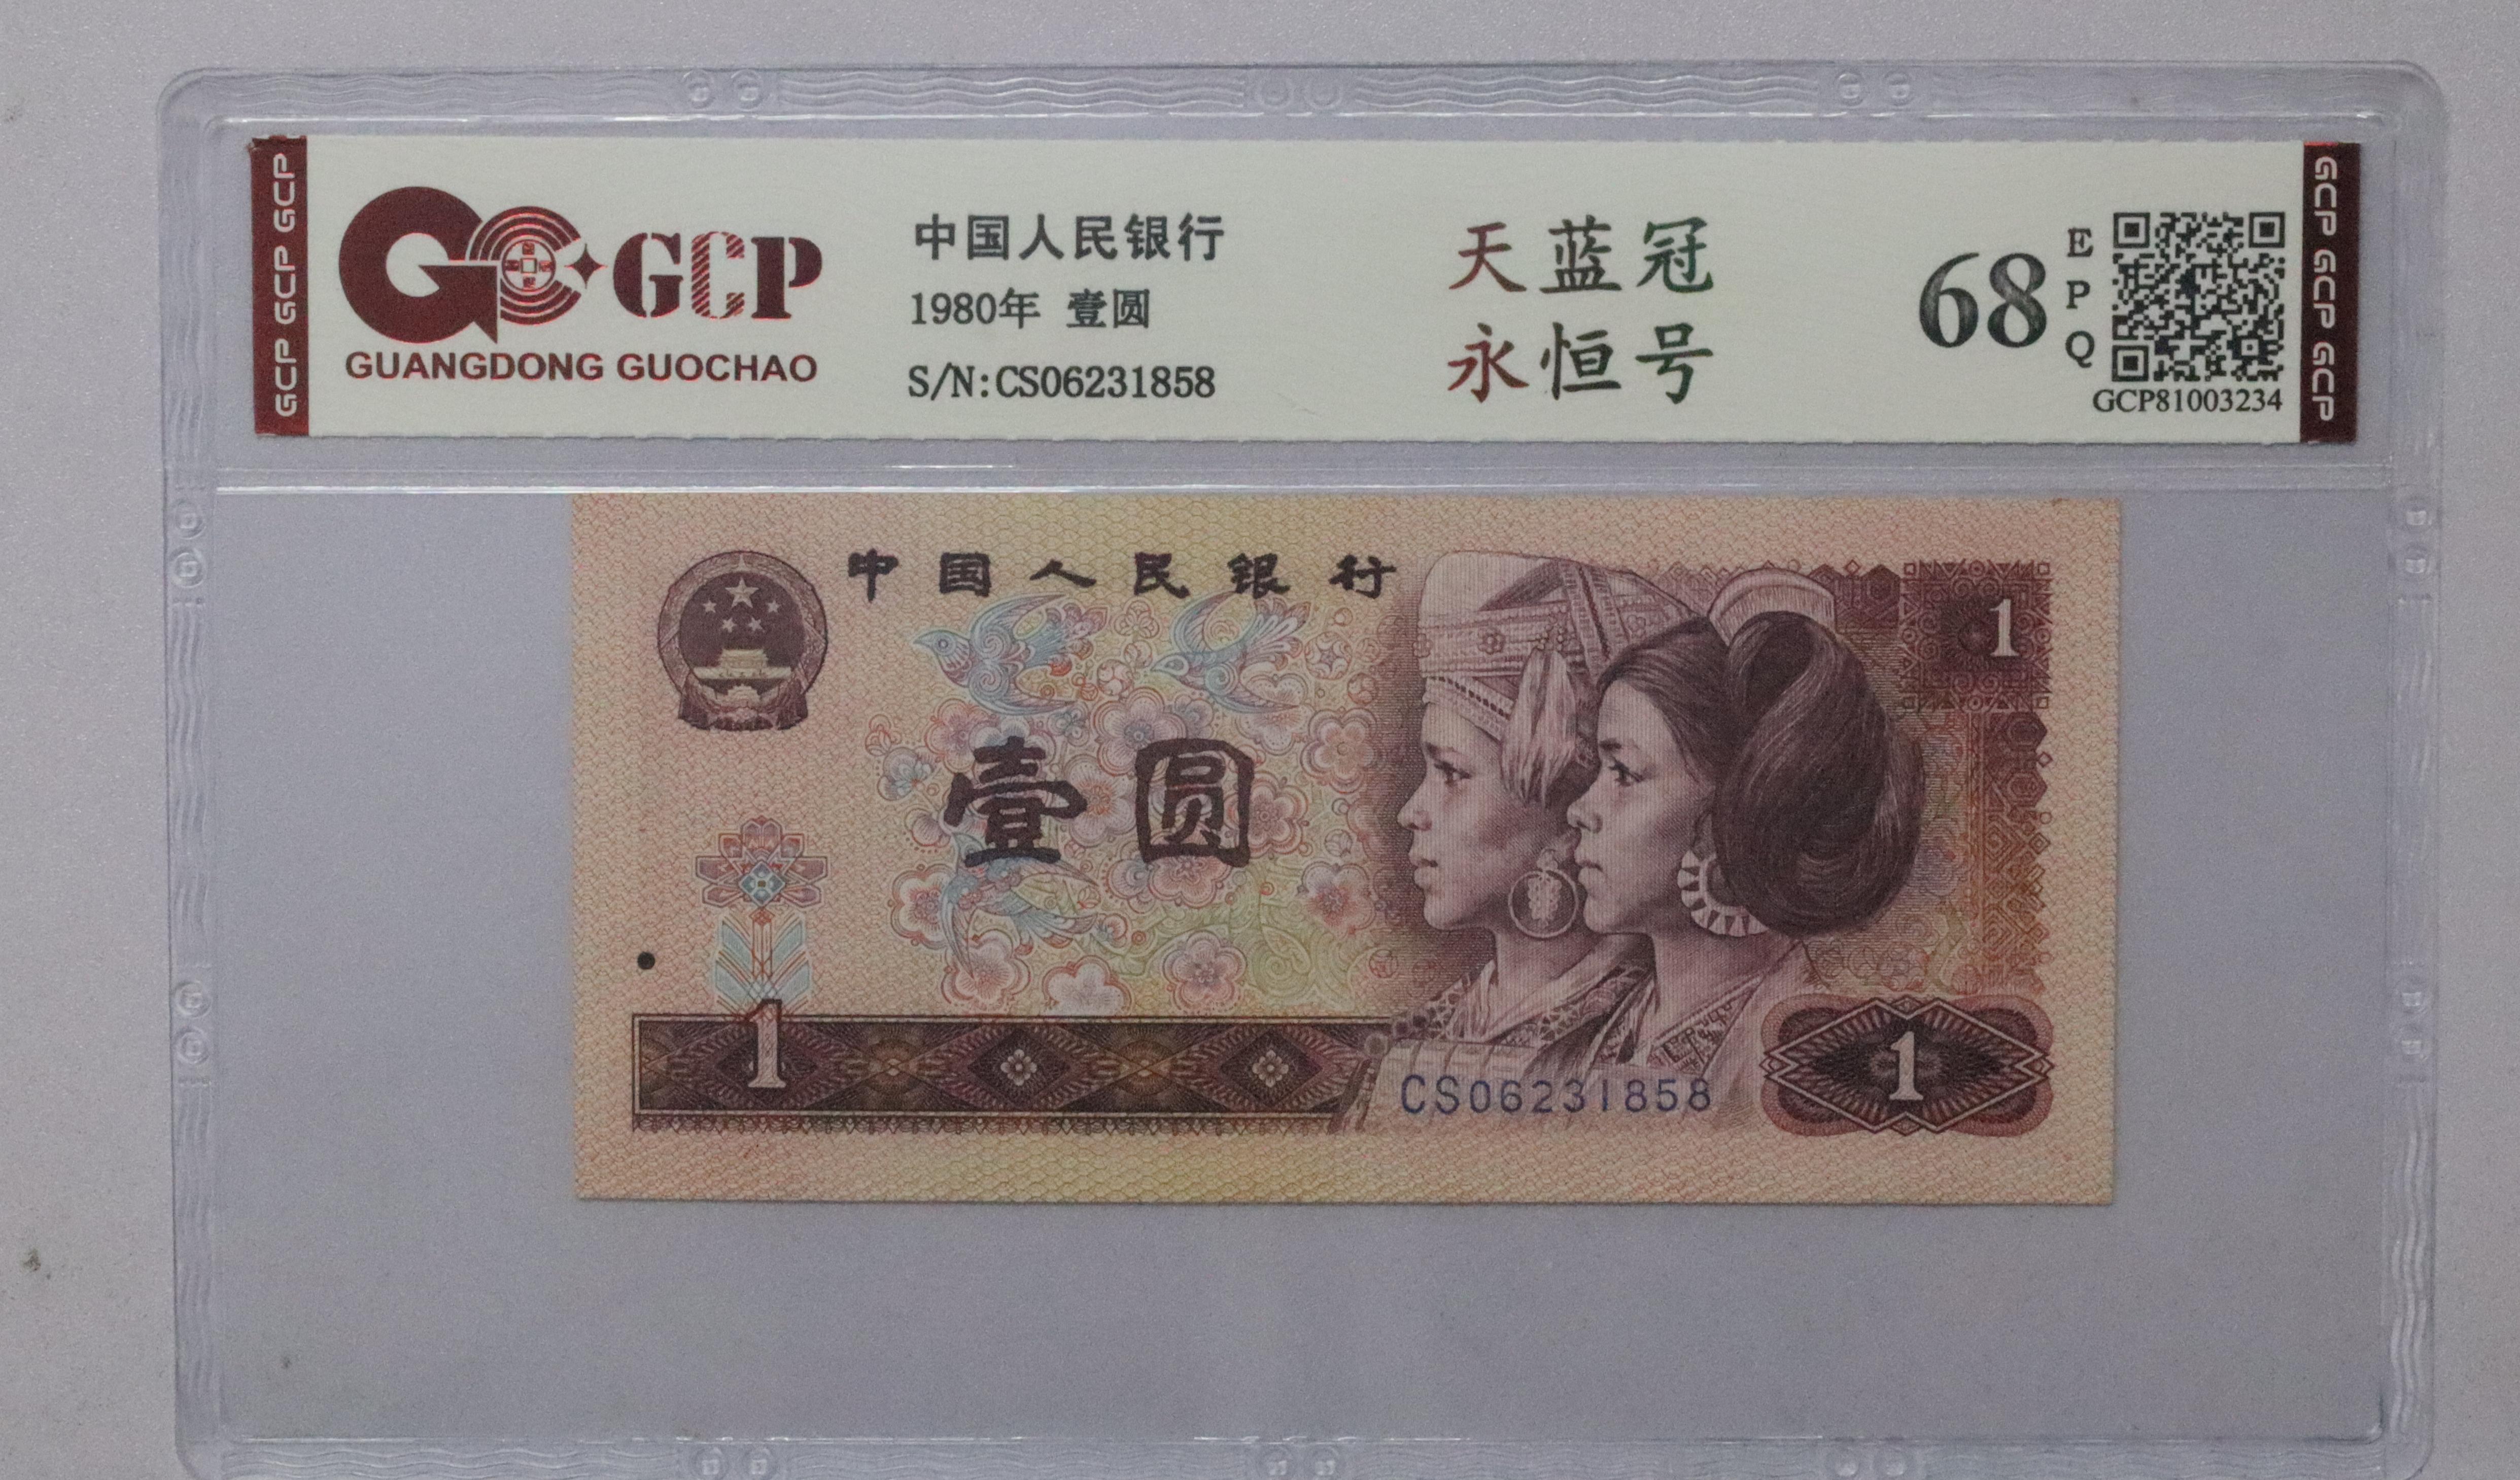 GCP GCP GCP
GCP
GUANGDONG GUOCHAO
中国人民银行
1980年 壹圆
S/N:CS06231858
天蓝冠
永恒号
68
E
P
Q
GCP81003234
GCP GCP GCP
中国人民银行
1
壹圆
1
CS06231858
1